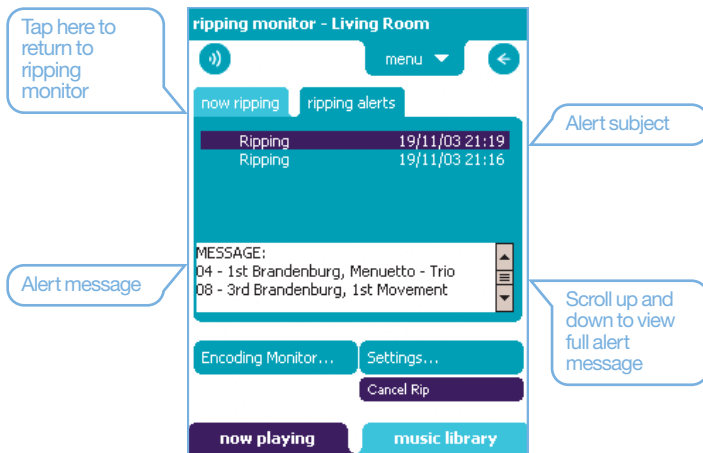 Tap here to
return to
ripping
monitor
ripping monitor - Living Room
menu
now ripping
ripping alerts
Alert subject
Ripping 19/11/03 21:19
Ripping 19/11/03 21:16
Alert message
MESSAGE:
04 - 1st Brandenburg, Menuetto - Trio
08 - 3rd Brandenburg, 1st Movement
Scroll up and
down to view
full alert
message
Encoding Monitor...
Settings...
Cancel Rip
now playing
music library